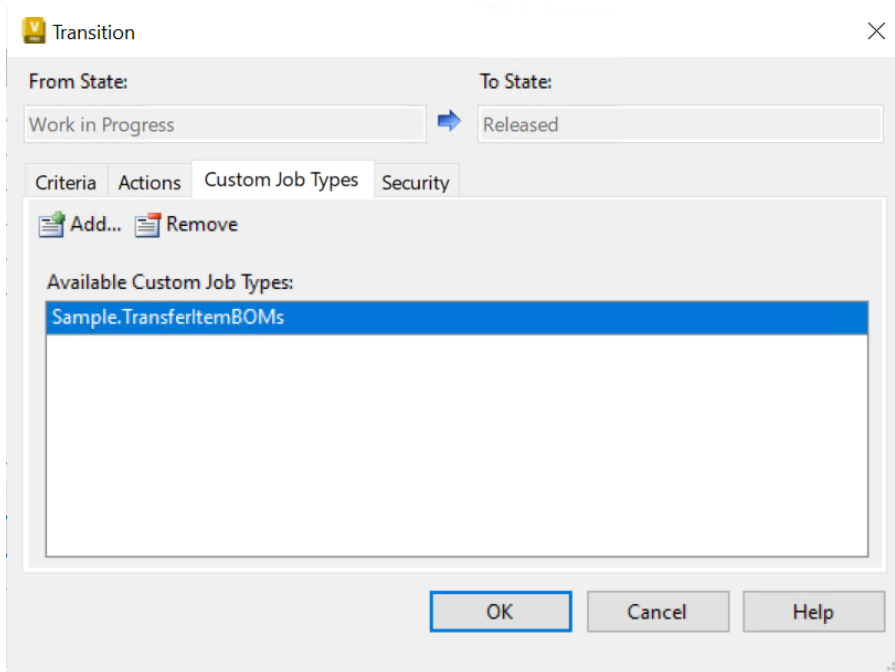 Transition
From State:
To State:
Work in Progress
Released
Criteria Actions Custom Job Types Security
Add... Remove
Available Custom Job Types:
Sample.TransferItemBOMs
OK Cancel Help